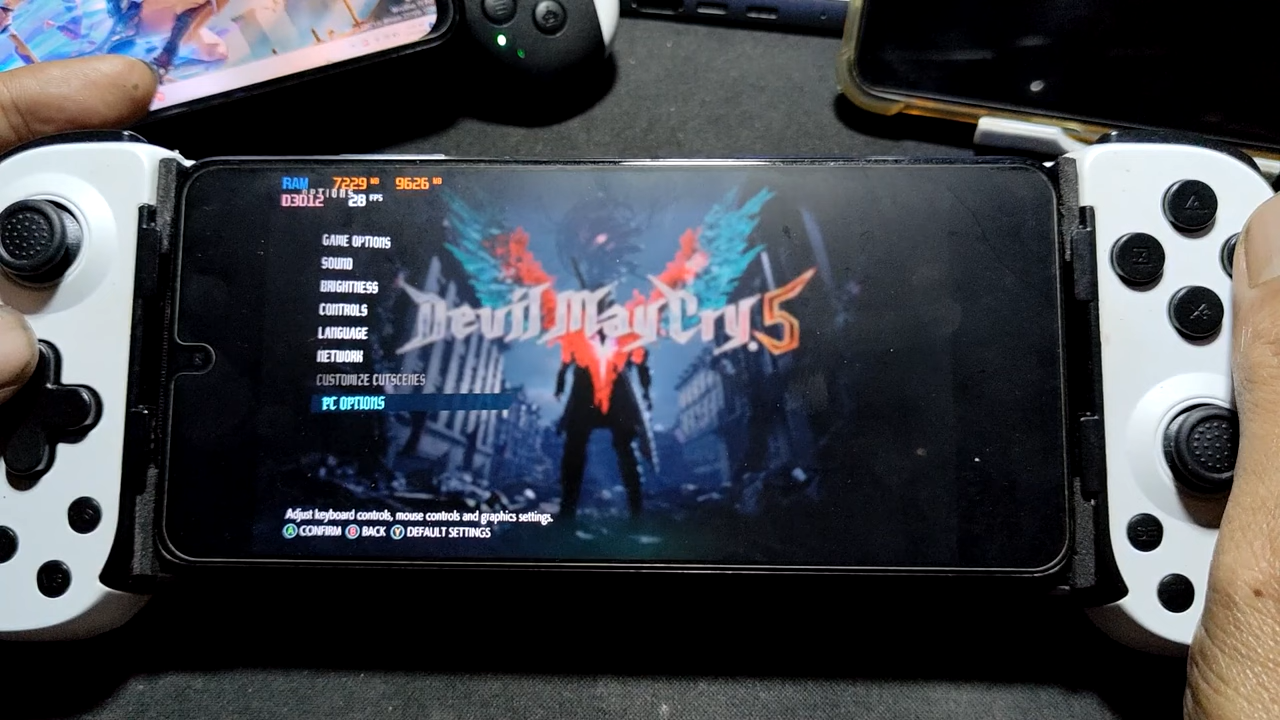 RAM 7229 MB 9626 MB
OPTIONS
D3D12 28 FPS
GAME OPTIONS
SOUND
BRIGHTNESS
CONTROLS
LANGUAGE
NETWORK
CUSTOMIZE CUTSCENES
PC OPTIONS
Devil May Cry 5
Adjust keyboard controls, mouse controls and graphics settings.
A CONFIRM B BACK Y DEFAULT SETTINGS